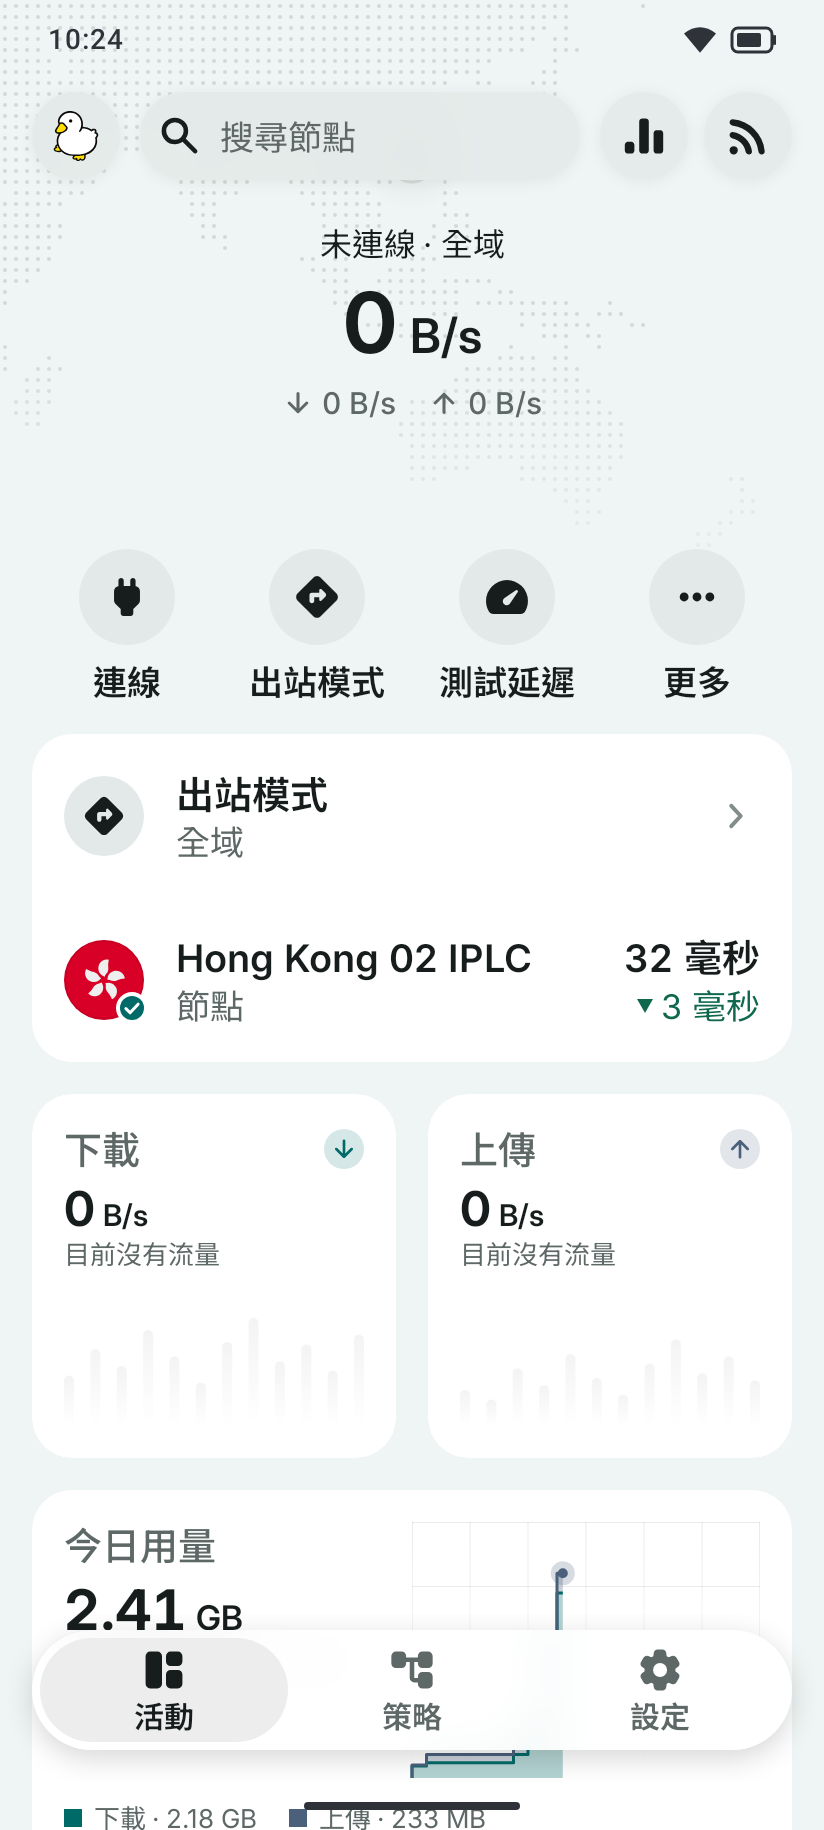 10:24
搜尋節點
未連線 · 全域
0 B/s
0 B/s 0 B/s
連線 出站模式 測試延遲 更多
出站模式
全域
Hong Kong 02 IPLC 32 毫秒
節點 3 毫秒
下載 上傳
0 B/s 0 B/s
目前沒有流量 目前沒有流量
今日用量
2.41 GB
活動 策略 設定
下載 · 2.18 GB 上傳 · 233 MB